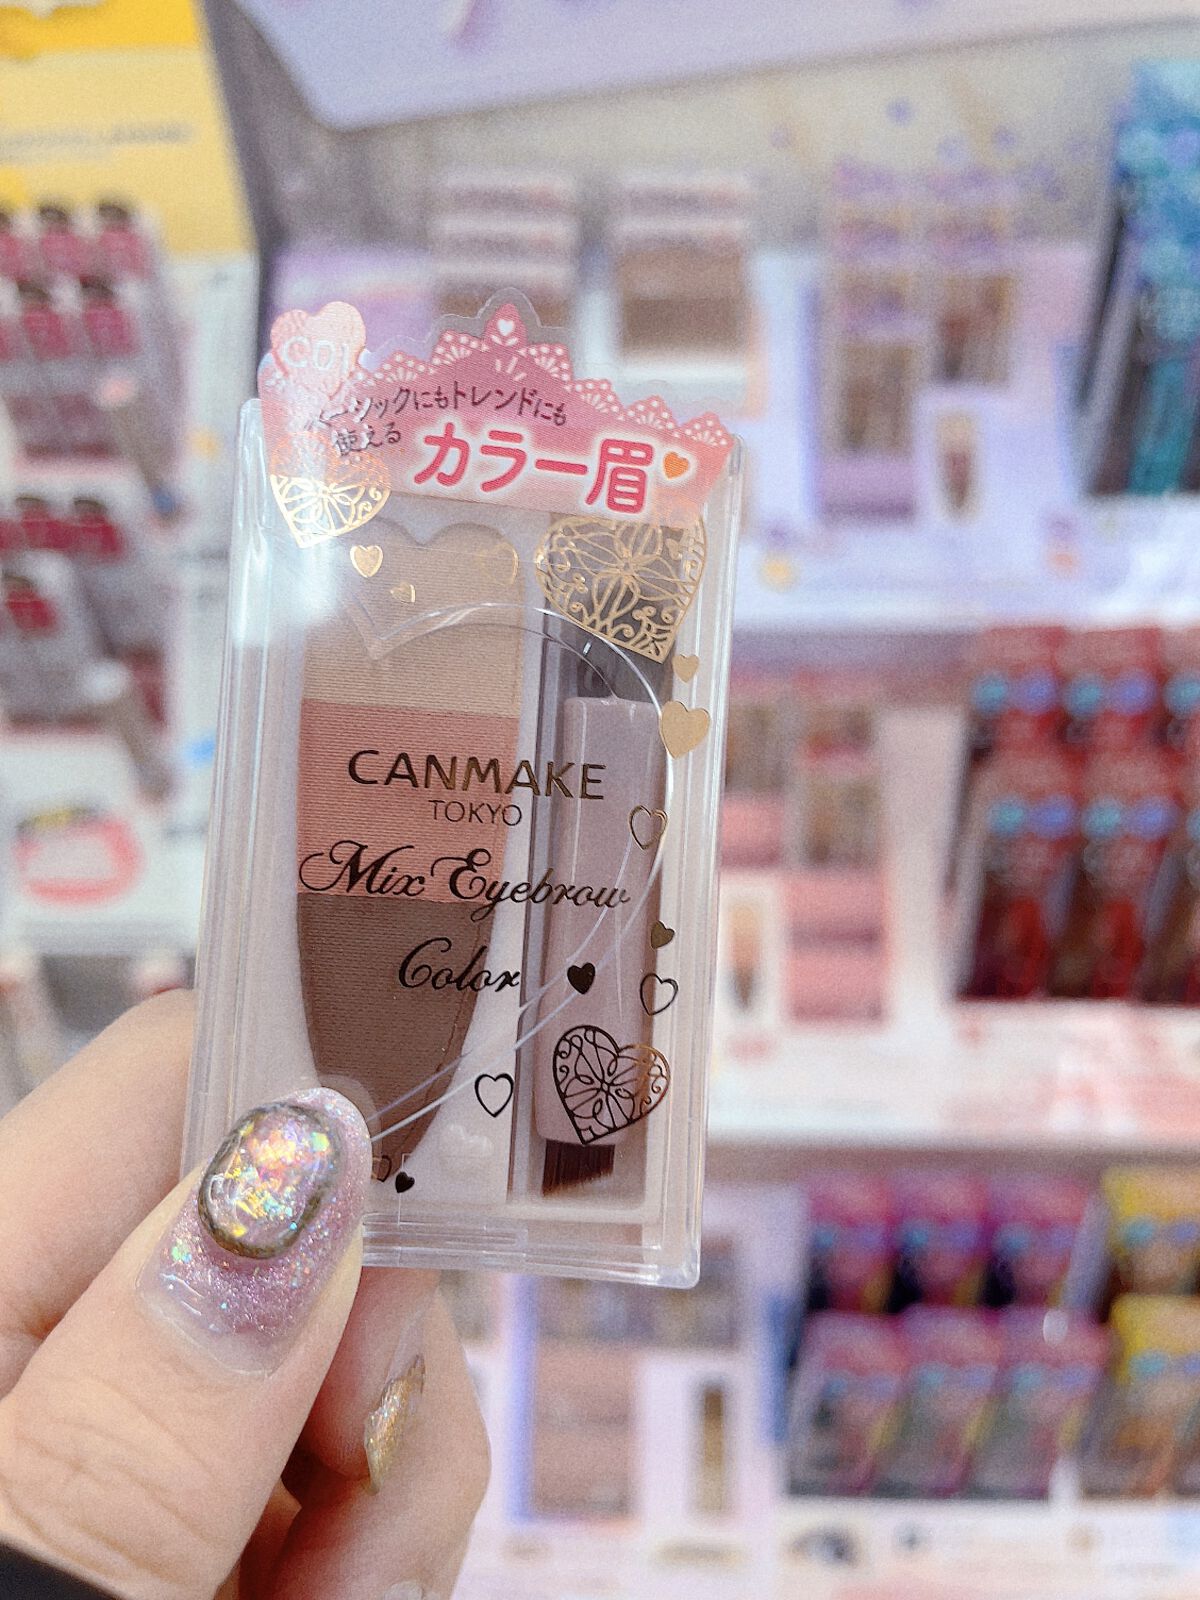 C01
ベーシックにもトレンドにも
使える
カラー眉
CANMAKE
TOKYO
Mix Eyebrow
Color